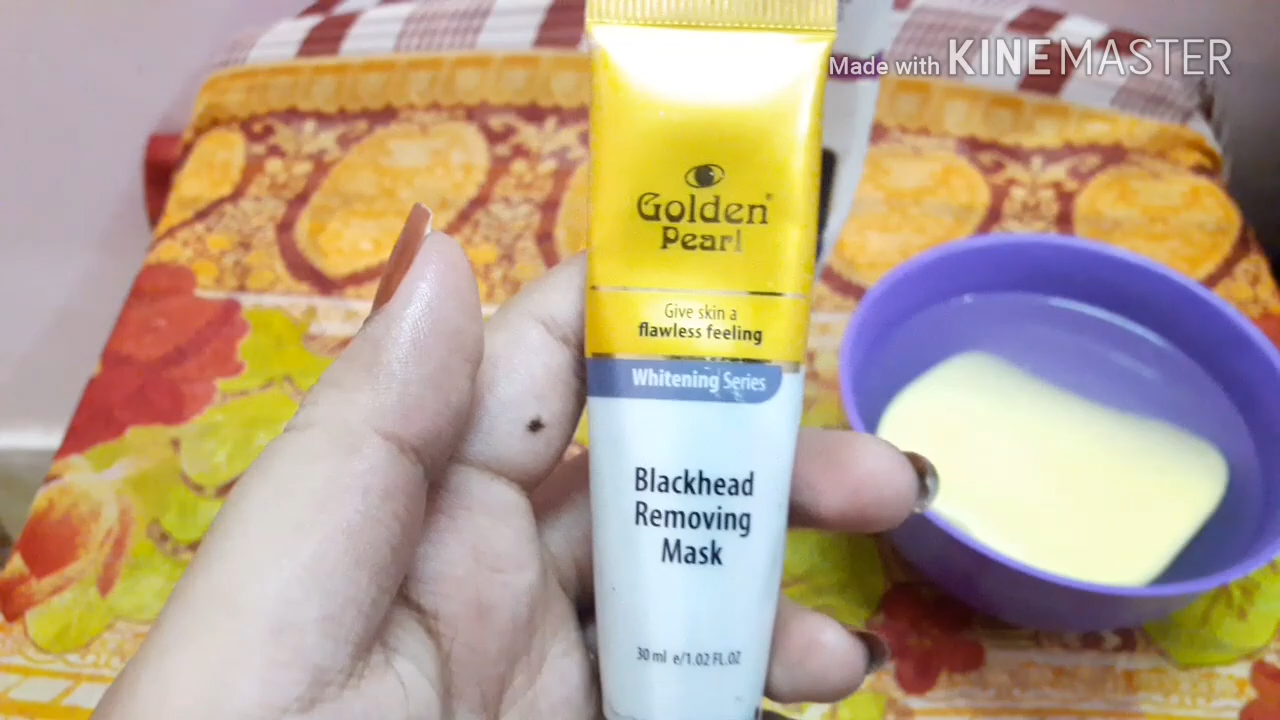 Made with KINEMASTER
Golden®
Pearl
Give skin a
flawless feeling
Whitening Series
Blackhead
Removing
Mask
30 ml e/1.02 FL.OZ